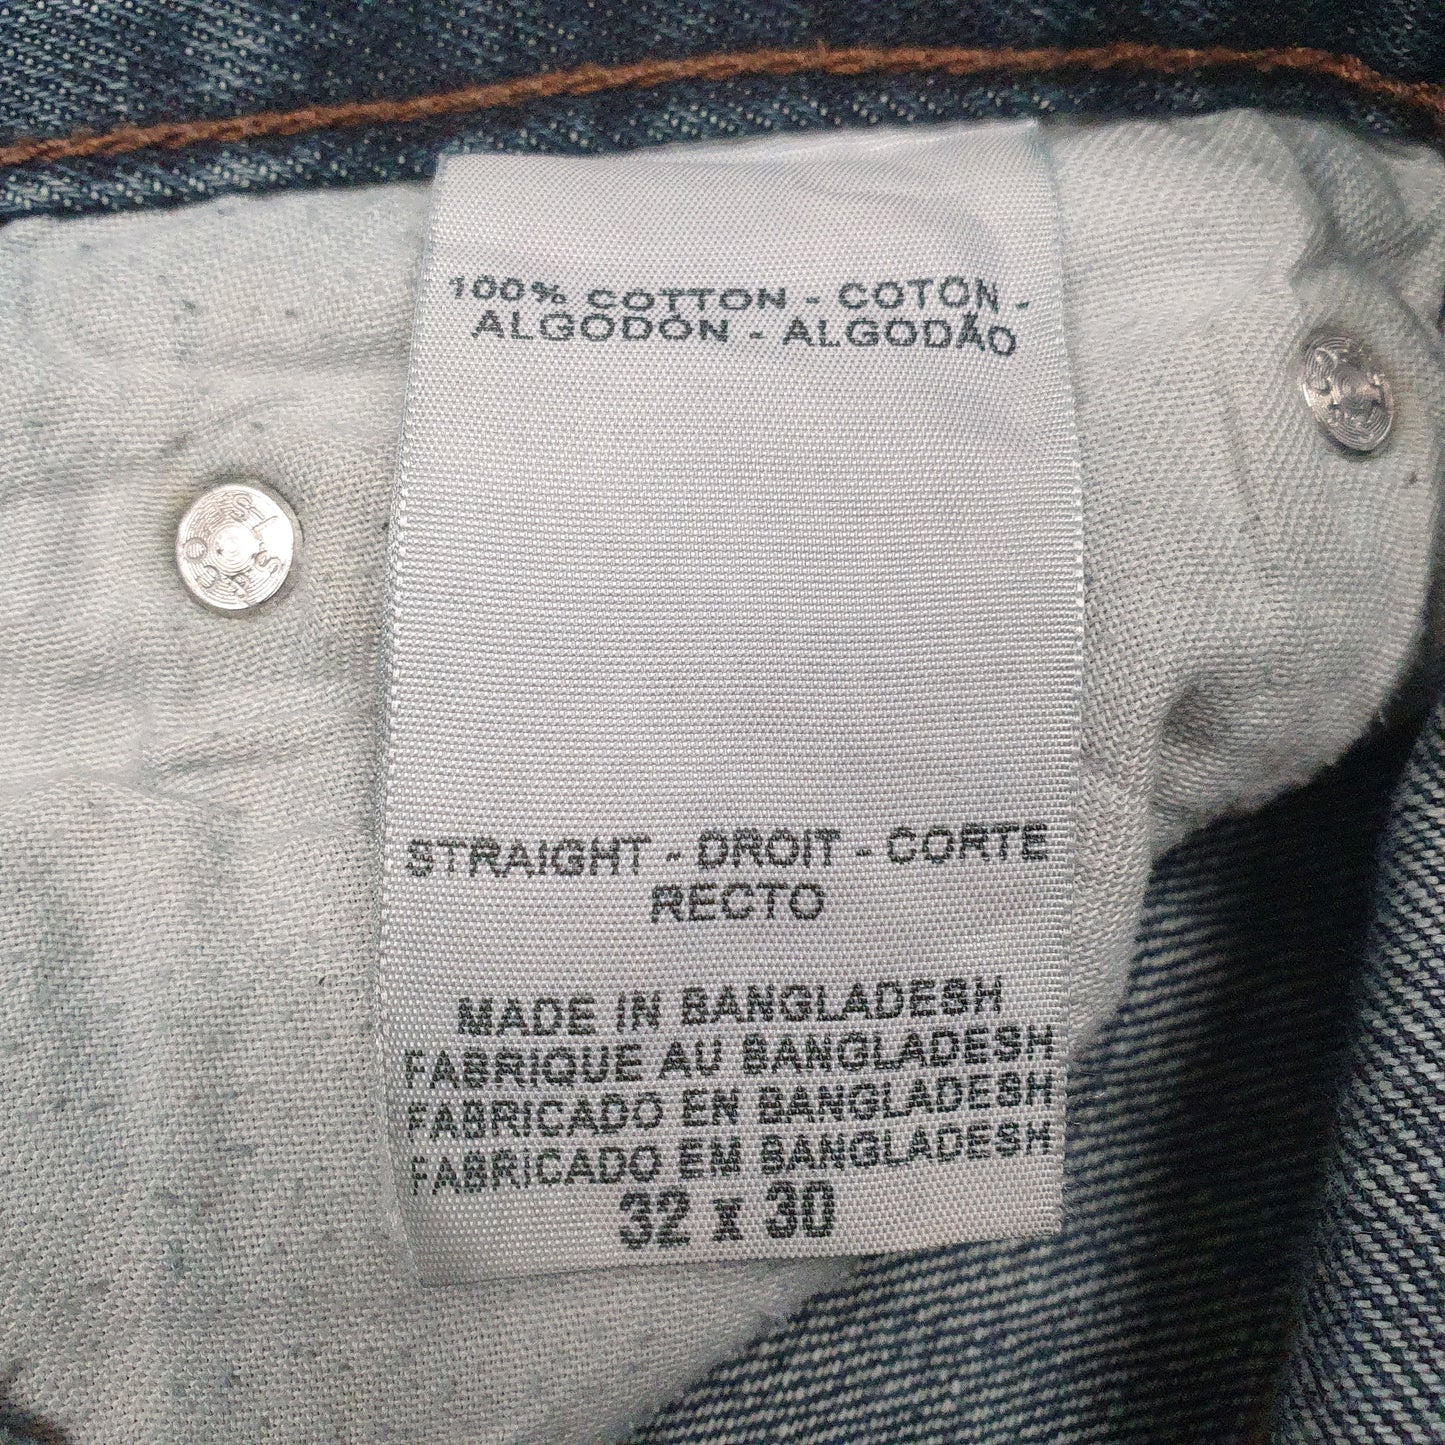 100% COTTON - COTON -
ALGODÓN - ALGODÃO
STRAIGHT - DROIT - CORTE
RECTO
MADE IN BANGLADESH
FABRIQUE AU BANGLADESH
FABRICADO EN BANGLADESH
FABRICADO EM BANGLADESH
32 x 30